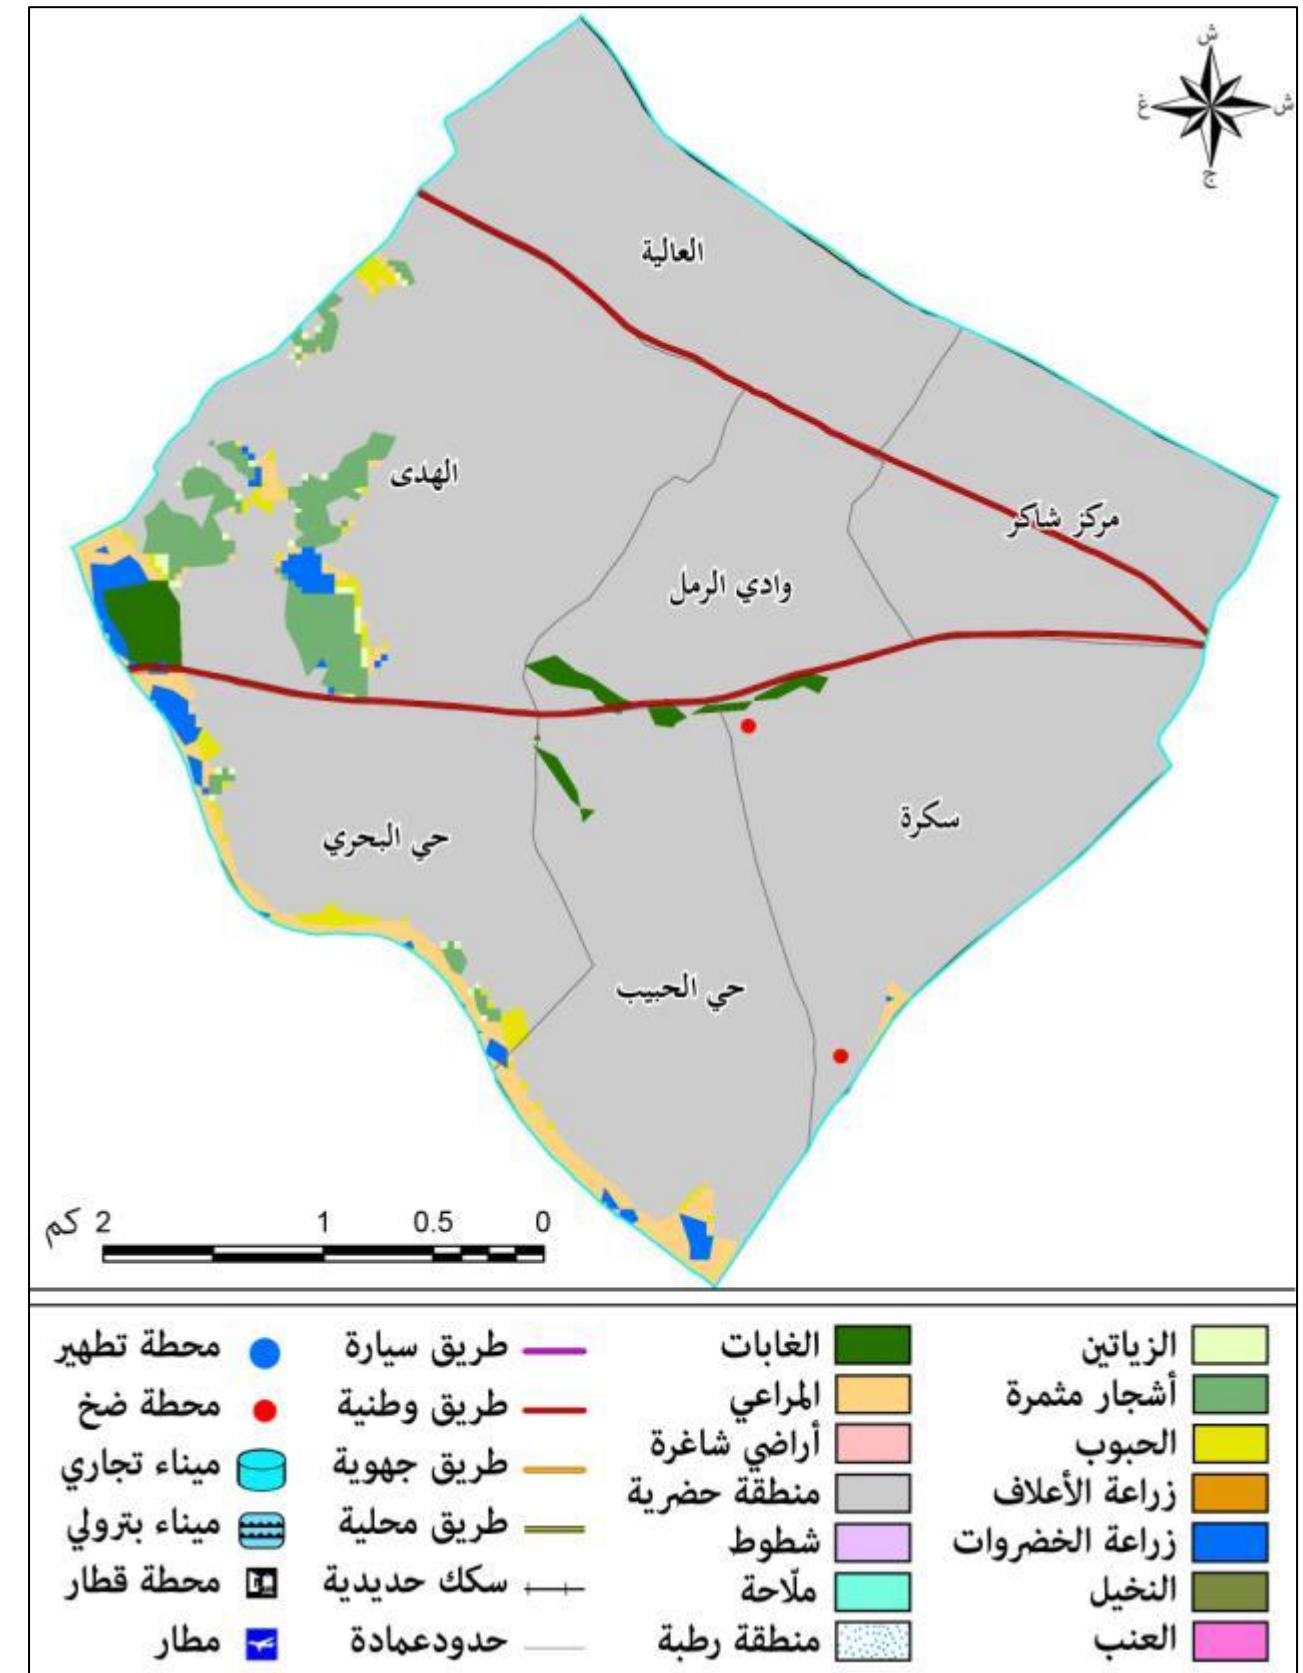 ش
غ
ش
ج
العالية
الهدى
مركز شاكر
وادي الرمل
سكرة
حي البحري
حي الحبيب
0 0.5 1 2 كم
الزياتين
أشجار مثمرة
الحبوب
زراعة الأعلاف
زراعة الخضروات
النخيل
العنب
الغابات
المراعي
أراضي شاغرة
منطقة حضرية
شطوط
ملّاحة
منطقة رطبة
طريق سيارة
طريق وطنية
طريق جهوية
طريق محلية
سكك حديدية
حدودعمادة
محطة تطهير
محطة ضخ
ميناء تجاري
ميناء بترولي
محطة قطار
مطار